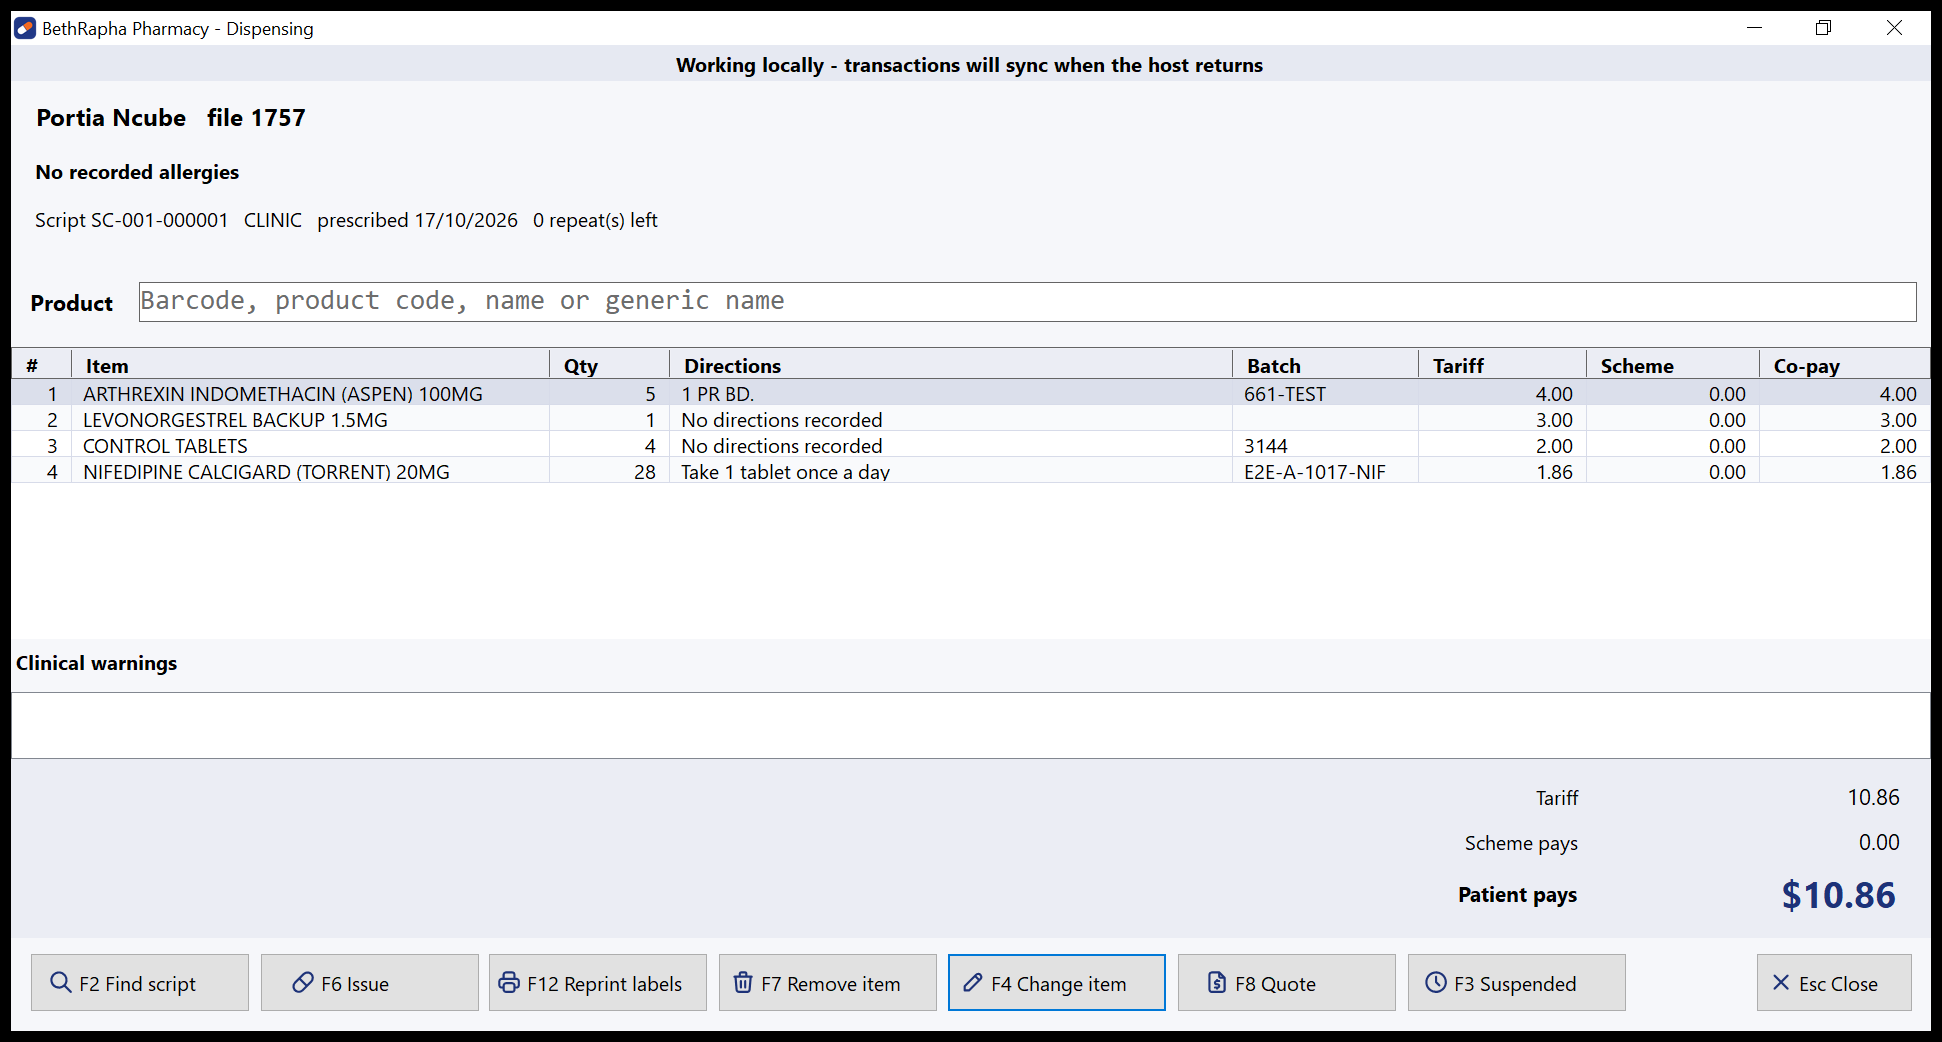 BethRapha Pharmacy - Dispensing
Working locally - transactions will sync when the host returns
Portia Ncube file 1757
No recorded allergies
Script SC-001-000001 CLINIC prescribed 17/10/2026 0 repeat(s) left
Product Barcode, product code, name or generic name
# Item Qty Directions Batch Tariff Scheme Co-pay
1 ARTHREXIN INDOMETHACIN (ASPEN) 100MG 5 1 PR BD. 661-TEST 4.00 0.00 4.00
2 LEVONORGESTREL BACKUP 1.5MG 1 No directions recorded 3.00 0.00 3.00
3 CONTROL TABLETS 4 No directions recorded 3144 2.00 0.00 2.00
4 NIFEDIPINE CALCIGARD (TORRENT) 20MG 28 Take 1 tablet once a day E2E-A-1017-NIF 1.86 0.00 1.86
Clinical warnings
Tariff 10.86
Scheme pays 0.00
Patient pays $10.86
F2 Find script F6 Issue F12 Reprint labels F7 Remove item F4 Change item F8 Quote F3 Suspended Esc Close